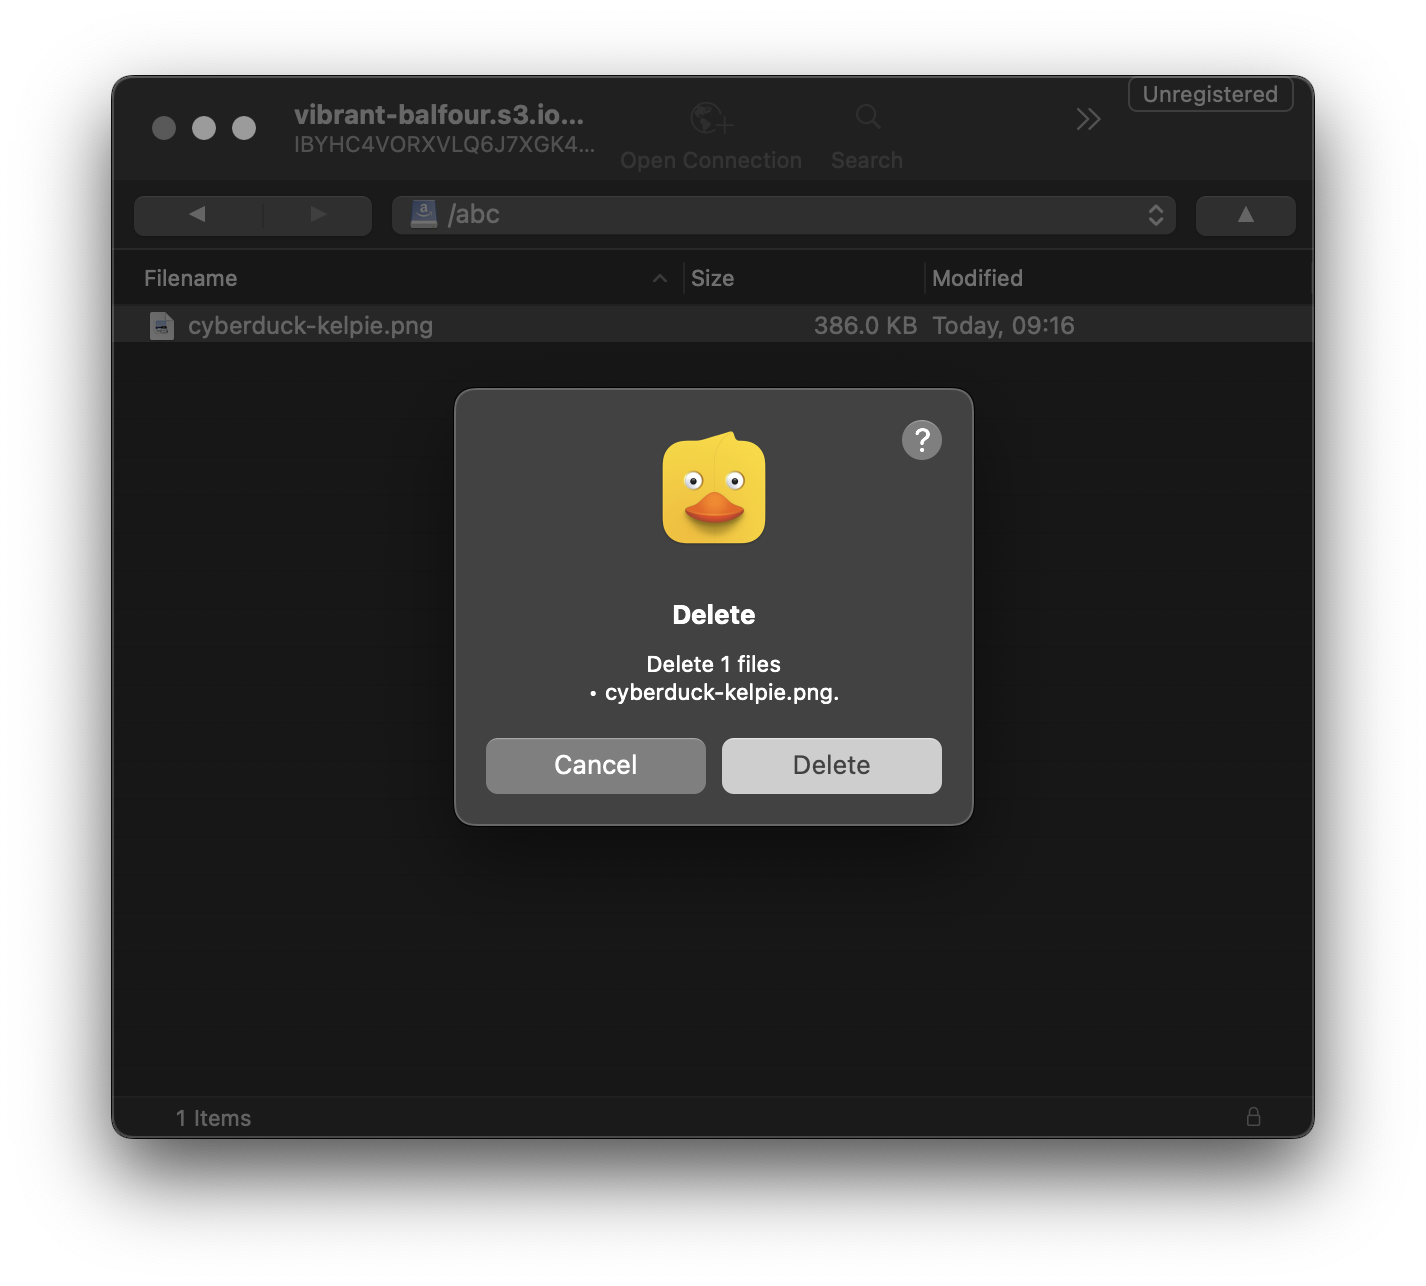 vibrant-balfour.s3.io...
Unregistered
IBYHC4VORXVLQ6J7XGK4...
Open Connection
Search
/abc
Filename
Size
Modified
cyberduck-kelpie.png
386.0 KB
Today, 09:16
?
Delete
Delete 1 files
• cyberduck-kelpie.png.
Cancel
Delete
1 Items